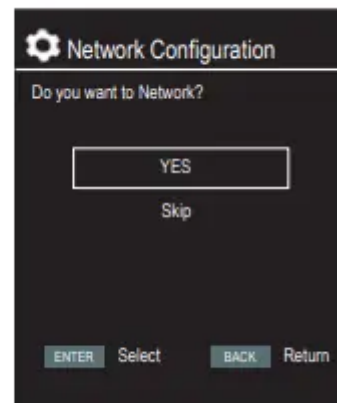 Network Configuration
Do you want to Network?
YES
Skip
ENTER Select BACK Return